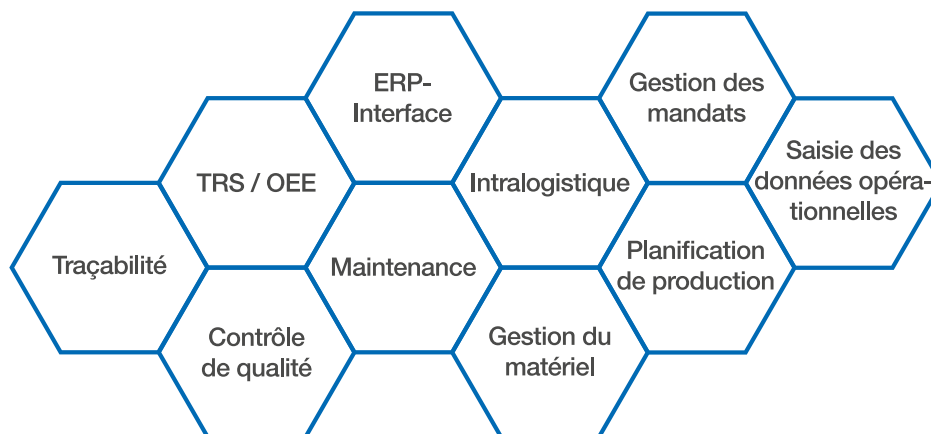 ERP-
Interface
Gestion des
mandats
TRS / OEE
Intralogistique
Saisie des
données opéra-
tionnelles
Traçabilité
Maintenance
Planification
de production
Contrôle
de qualité
Gestion du
matériel